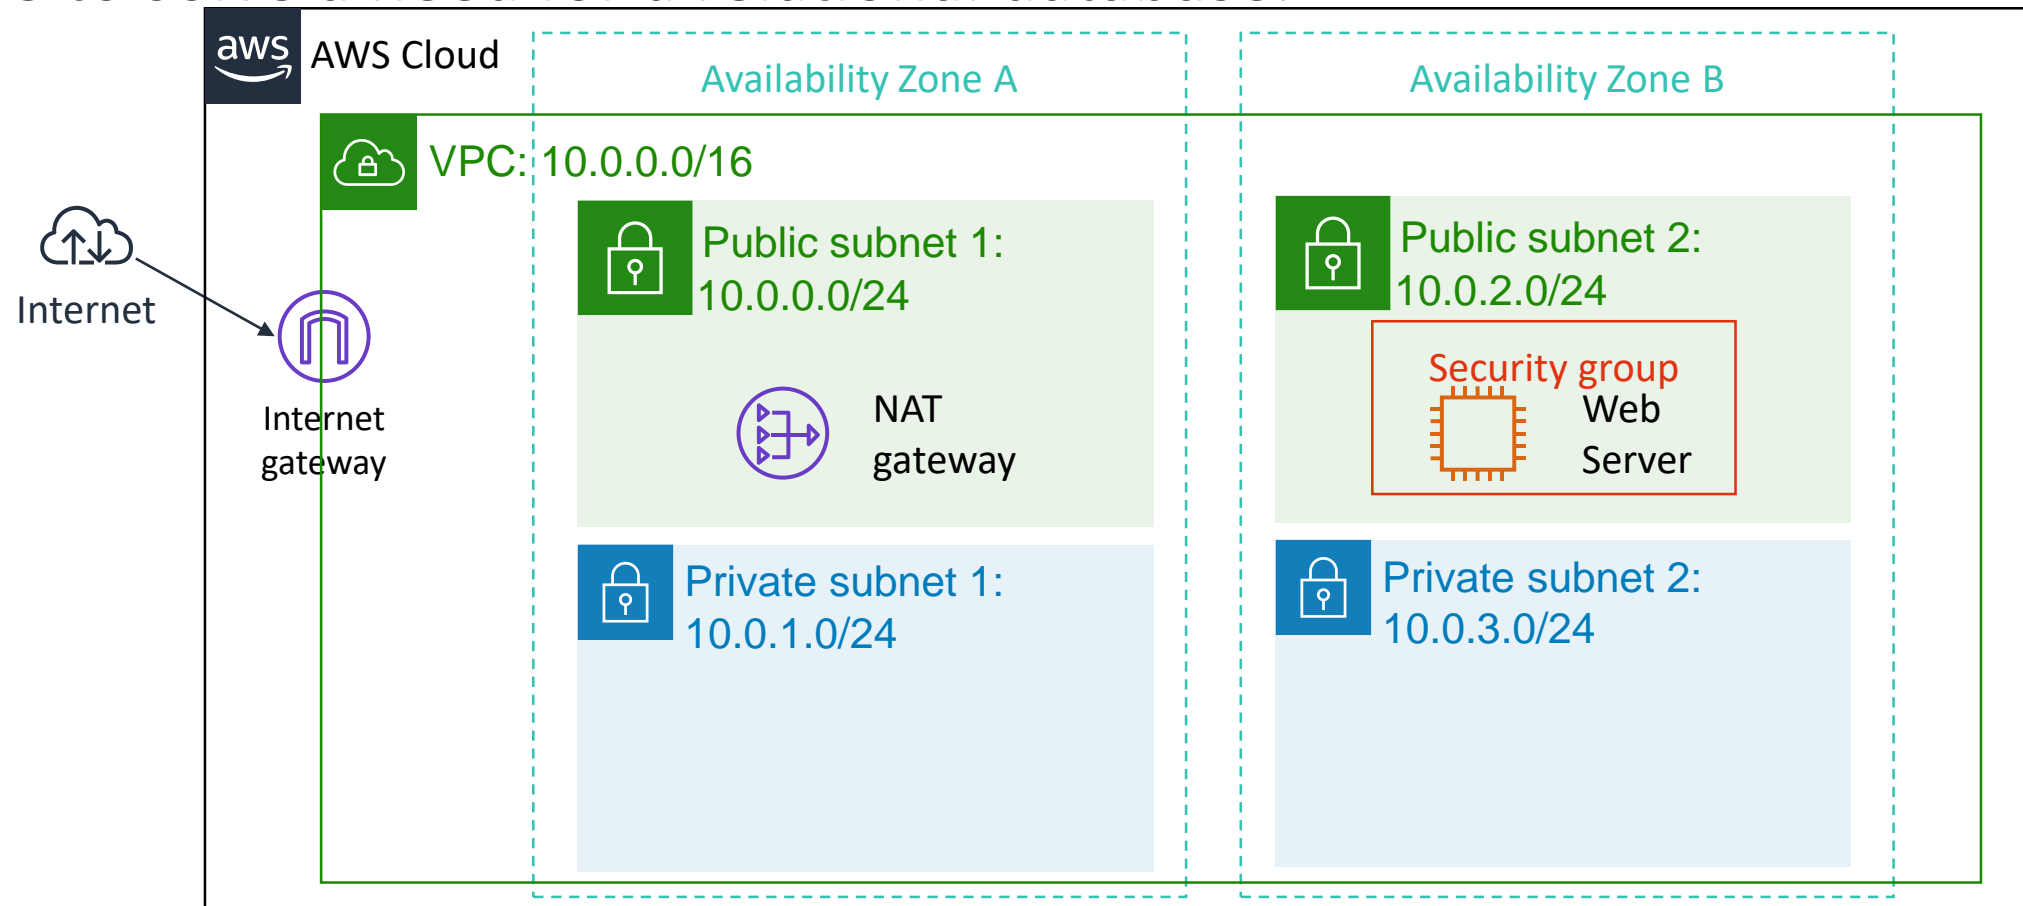 aws
AWS Cloud
Availability Zone A
Availability Zone B
VPC: 10.0.0.0/16
Public subnet 1:
10.0.0.0/24
Public subnet 2:
10.0.2.0/24
Internet
Internet
gateway
NAT
gateway
Security group
Web
Server
Private subnet 1:
10.0.1.0/24
Private subnet 2:
10.0.3.0/24